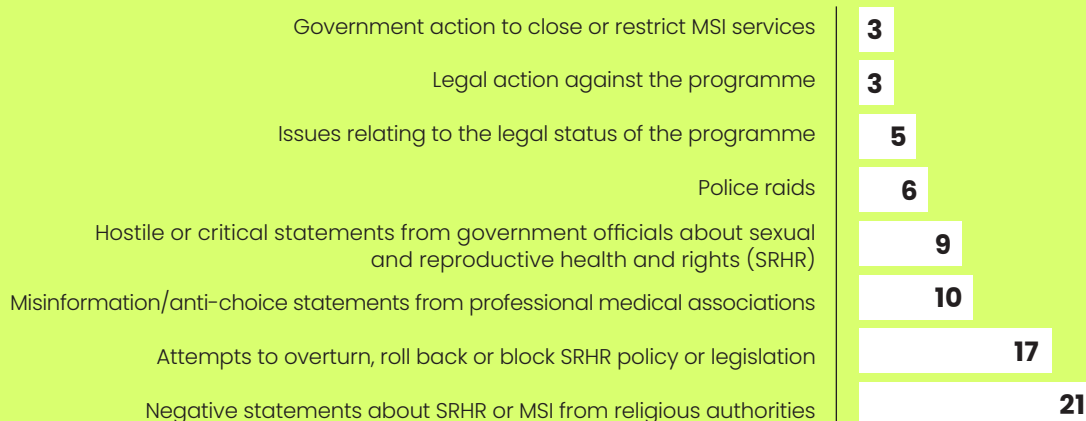 Government action to close or restrict MSI services 3
Legal action against the programme 3
Issues relating to the legal status of the programme 5
Police raids 6
Hostile or critical statements from government officials about sexual
and reproductive health and rights (SRHR) 9
Misinformation/anti-choice statements from professional medical associations 10
Attempts to overturn, roll back or block SRHR policy or legislation 17
Negative statements about SRHR or MSI from religious authorities 21